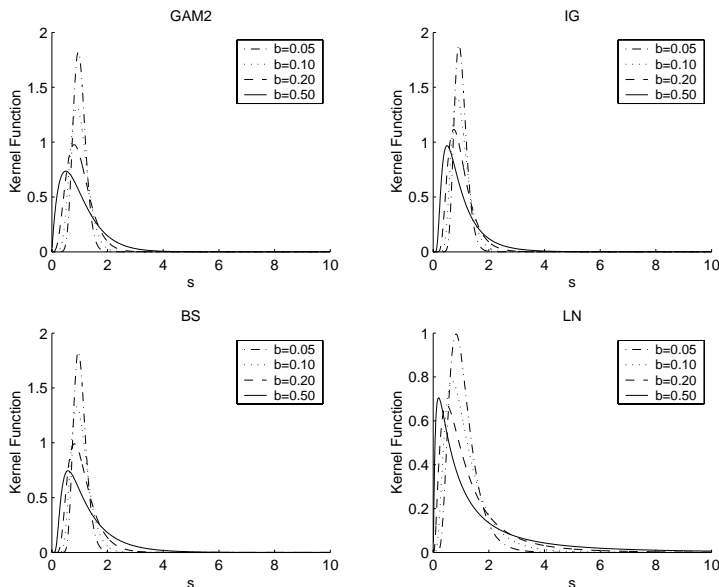 GAM2
2
1.5
1
0.5
0
Kernel Function
b=0.05
b=0.10
b=0.20
b=0.50
0 2 4 6 8 10
s
IG
2
1.5
1
0.5
0
Kernel Function
b=0.05
b=0.10
b=0.20
b=0.50
0 2 4 6 8 10
s
BS
2
1.5
1
0.5
0
Kernel Function
b=0.05
b=0.10
b=0.20
b=0.50
0 2 4 6 8 10
s
LN
1
0.8
0.6
0.4
0.2
0
Kernel Function
b=0.05
b=0.10
b=0.20
b=0.50
0 2 4 6 8 10
s